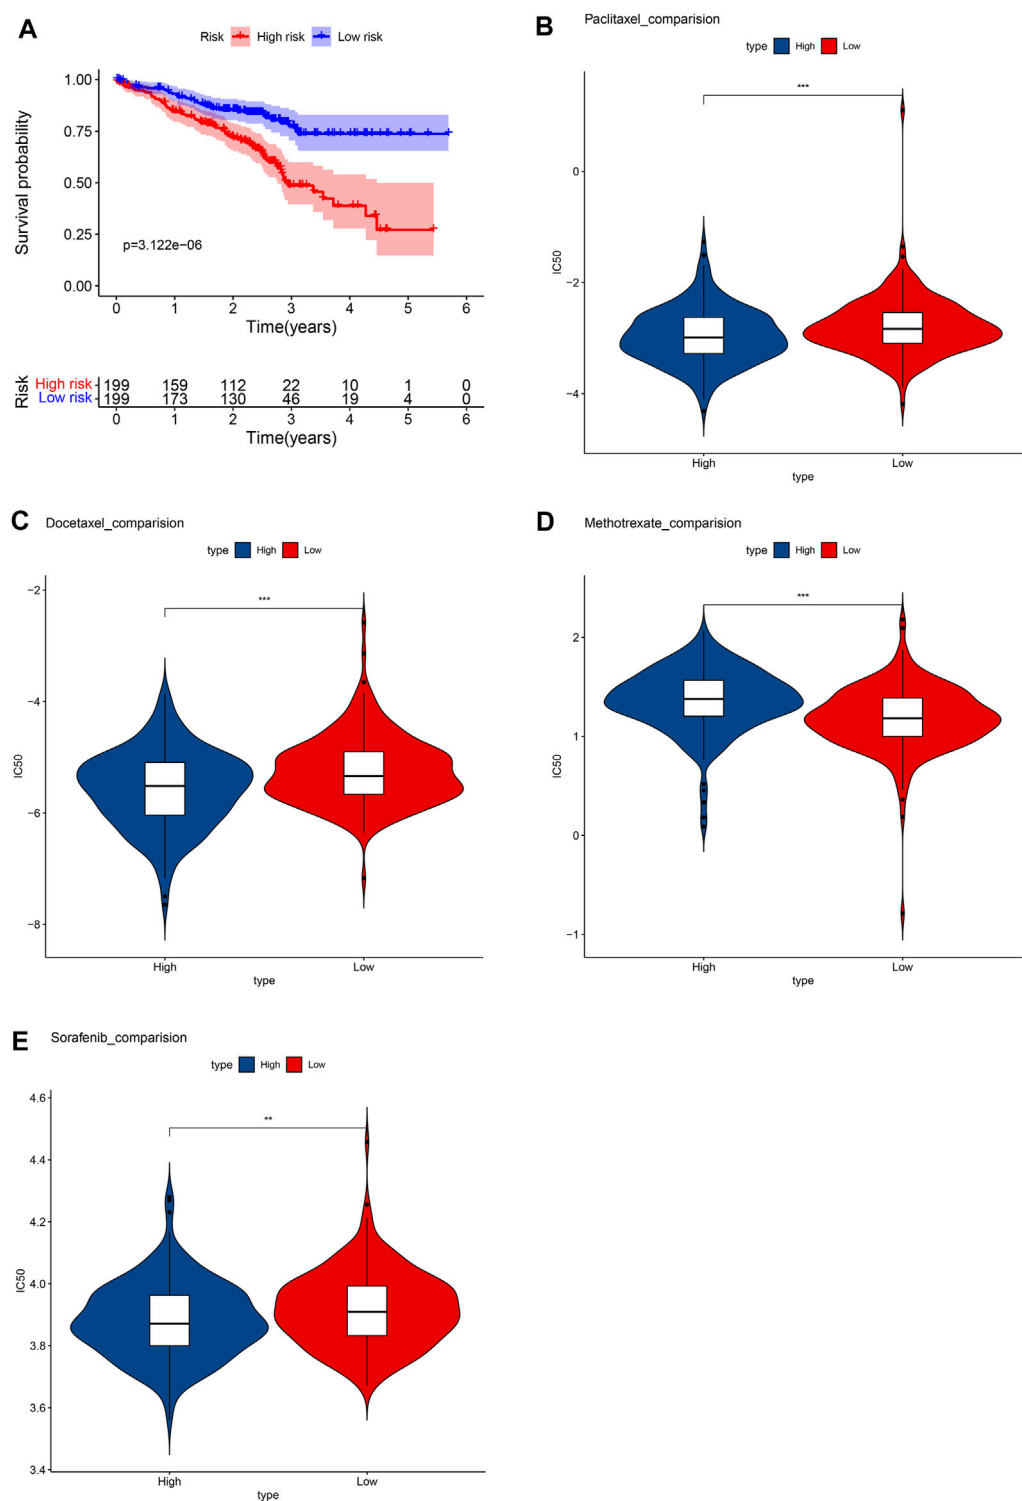 A
Risk High risk Low risk
1.00
0.75
0.50
0.25
0.00
Survival probability
p=3.122e−06
0 1 2 3 4 5 6
Time(years)
Risk
High risk 199 159 112 22 10 1 0
Low risk 199 173 130 46 19 4 0
0 1 2 3 4 5 6
Time(years)
B
Paclitaxel_comparision
type High Low
***
0
−2
−4
IC50
High Low
type
C
Docetaxel_comparision
type High Low
***
−2
−4
−6
−8
IC50
High Low
type
D
Methotrexate_comparision
type High Low
***
2
1
0
−1
IC50
High Low
type
E
Sorafenib_comparision
type High Low
**
4.6
4.4
4.2
4.0
3.8
3.6
3.4
IC50
High Low
type